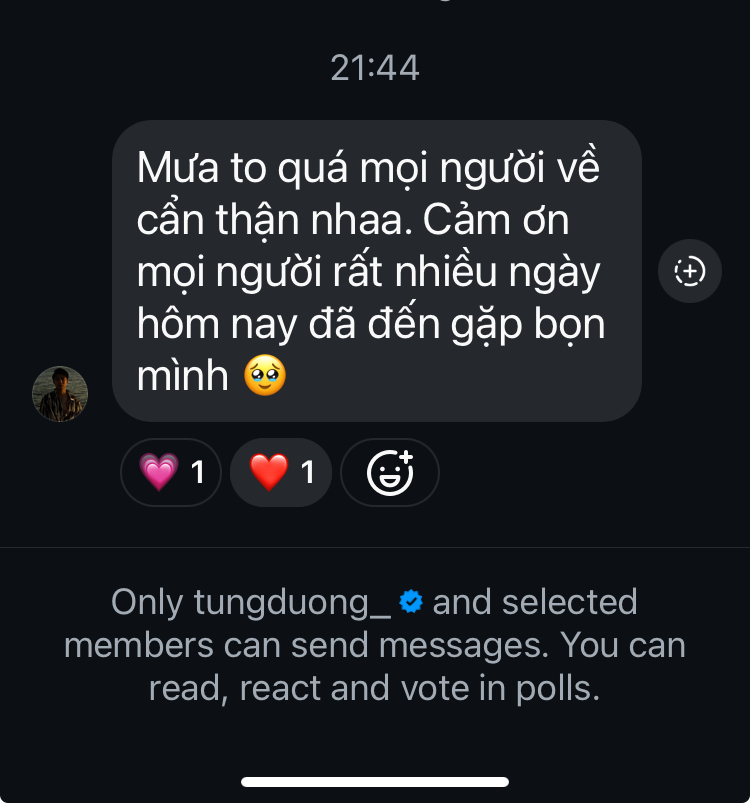 21:44
Mưa to quá mọi người về
cẩn thận nhaa. Cảm ơn
mọi người rất nhiều ngày
hôm nay đã đến gặp bọn
mình 🥹
💗 1 ❤️ 1
Only tungduong_ and selected
members can send messages. You can
read, react and vote in polls.